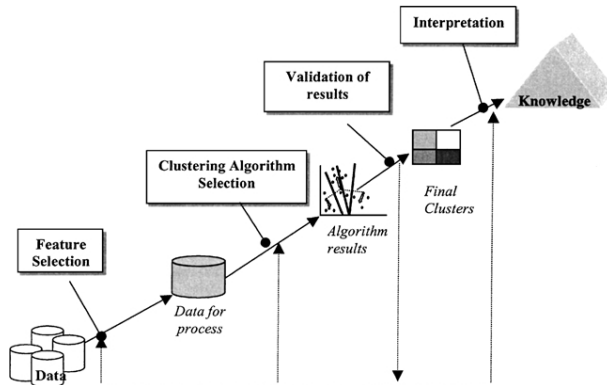 Interpretation
Knowledge
Validation of
results
Final
Clusters
Clustering Algorithm
Selection
Algorithm
results
Feature
Selection
Data for
process
Data